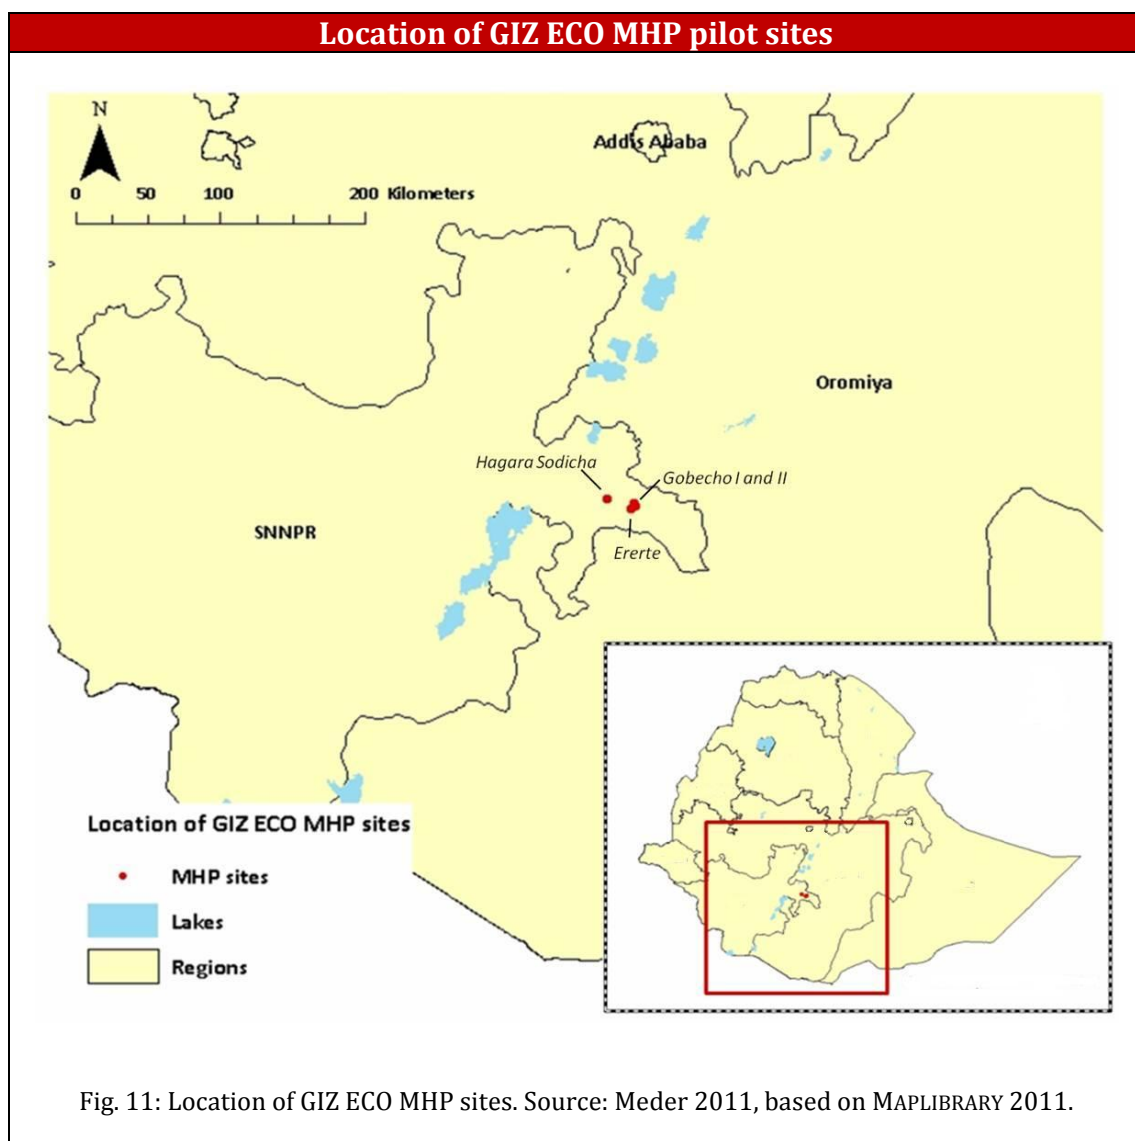 Location of GIZ ECO MHP pilot sites
N
Addis Ababa
0 50 100 200 Kilometers
Oromiya
Hagara Sodicha
Gobecho I and II
SNNPR
Ererte
Location of GIZ ECO MHP sites
MHP sites
Lakes
Regions
Fig. 11: Location of GIZ ECO MHP sites. Source: Meder 2011, based on MAPLIBRARY 2011.